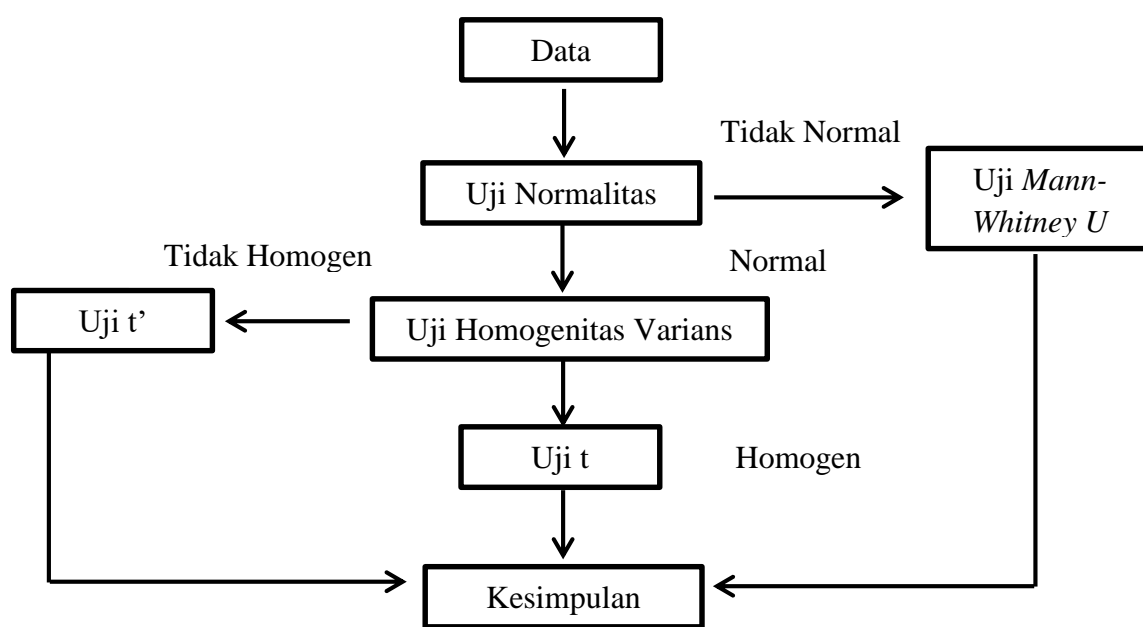 Data
Tidak Normal
Uji Normalitas
Uji Mann-
Whitney U
Tidak Homogen
Normal
Uji t’
Uji Homogenitas Varians
Uji t
Homogen
Kesimpulan